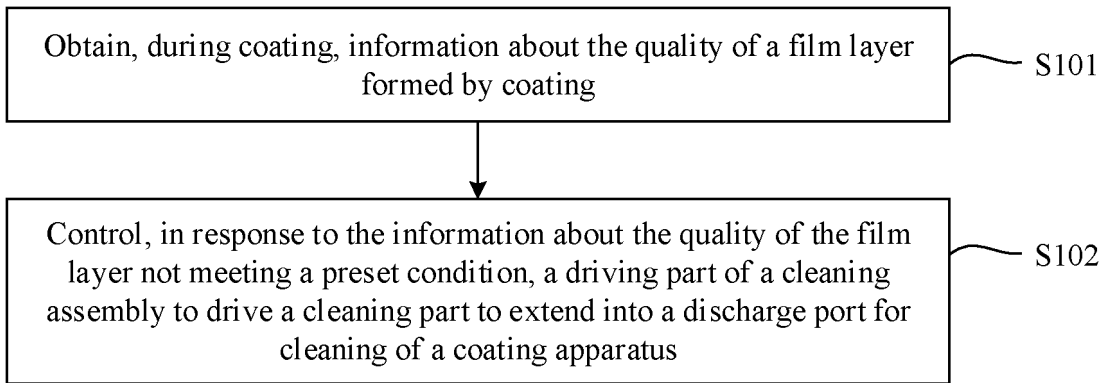 Obtain, during coating, information about the quality of a film layer
formed by coating
S101
Control, in response to the information about the quality of the film
layer not meeting a preset condition, a driving part of a cleaning
assembly to drive a cleaning part to extend into a discharge port for
cleaning of a coating apparatus
S102